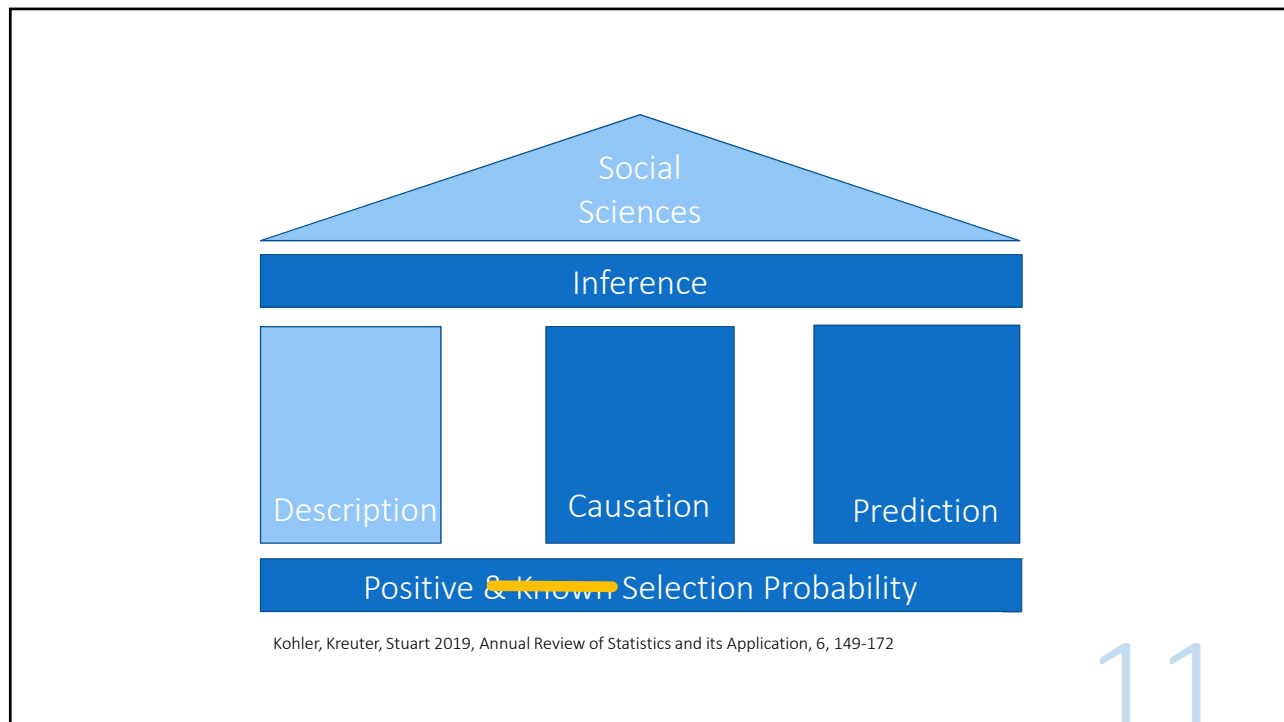 Social
Sciences
Inference
Description
Causation
Prediction
Positive & Known Selection Probability
Kohler, Kreuter, Stuart 2019, Annual Review of Statistics and its Application, 6, 149-172
11